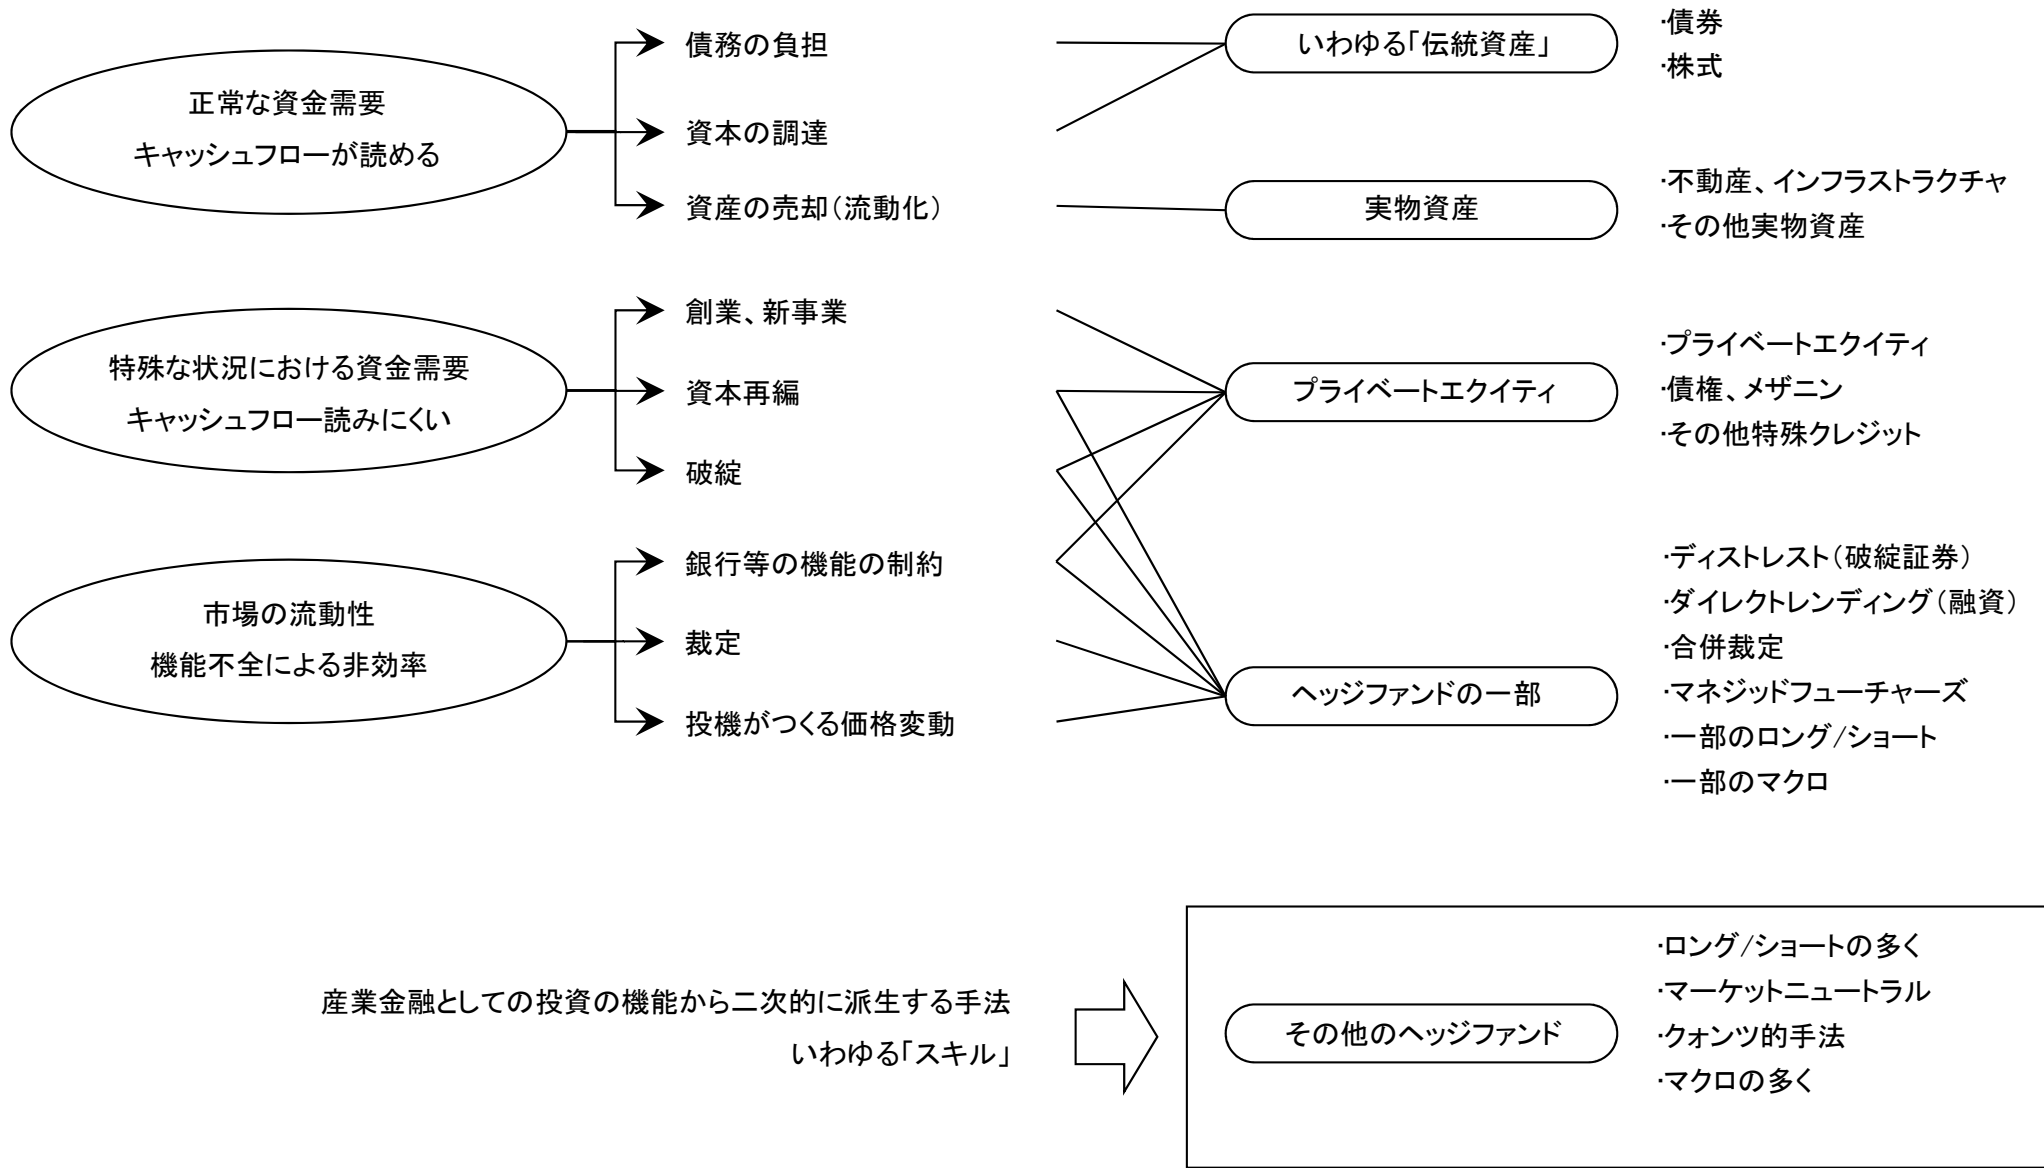 正常な資金需要
キャッシュフローが読める
債務の負担
資本の調達
資産の売却（流動化）
いわゆる「伝統資産」
・債券
・株式
実物資産
・不動産、インフラストラクチャ
・その他実物資産
特殊な状況における資金需要
キャッシュフロー読みにくい
創業、新事業
資本再編
破綻
プライベートエクイティ
・プライベートエクイティ
・債権、メザニン
・その他特殊クレジット
市場の流動性
機能不全による非効率
銀行等の機能の制約
裁定
投機がつくる価格変動
ヘッジファンドの一部
・ディストレスト（破綻証券）
・ダイレクトレンディング（融資）
・合併裁定
・マネジッドフューチャーズ
・一部のロング/ショート
・一部のマクロ
産業金融としての投資の機能から二次的に派生する手法
いわゆる「スキル」
その他のヘッジファンド
・ロング/ショートの多く
・マーケットニュートラル
・クォンツ的手法
・マクロの多く